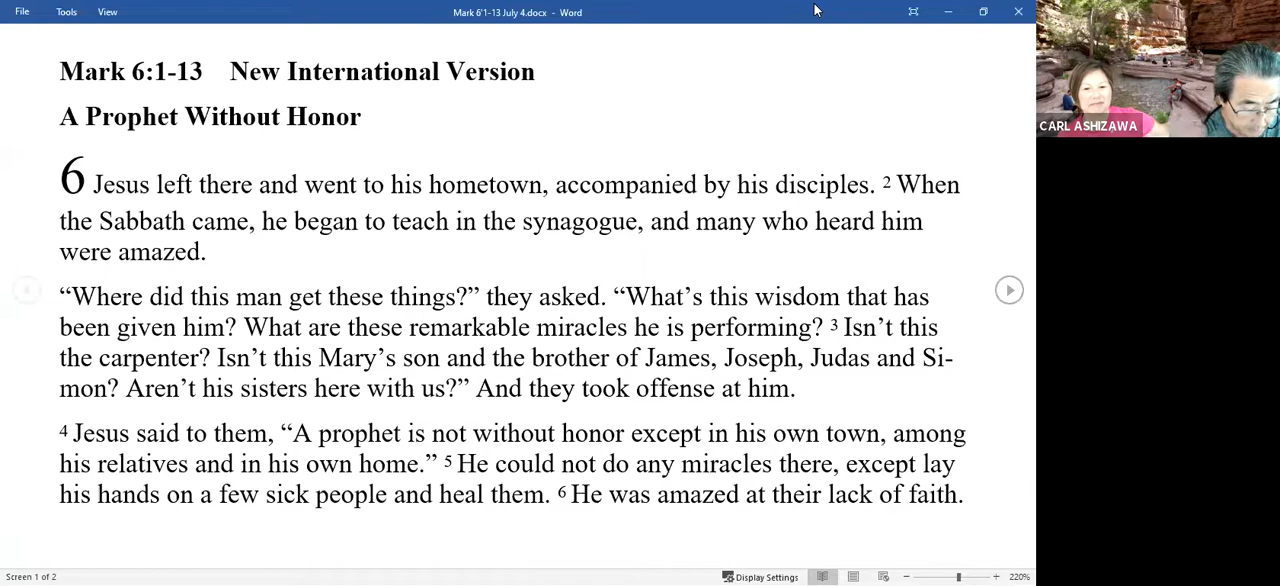 File Tools View Mark 6'1-13 July 4.docx - Word
CARL ASHIZAWA
Mark 6:1-13 New International Version
A Prophet Without Honor
6 Jesus left there and went to his hometown, accompanied by his disciples. 2 When
the Sabbath came, he began to teach in the synagogue, and many who heard him
were amazed.
“Where did this man get these things?” they asked. “What’s this wisdom that has
been given him? What are these remarkable miracles he is performing? 3 Isn’t this
the carpenter? Isn’t this Mary’s son and the brother of James, Joseph, Judas and Si-
mon? Aren’t his sisters here with us?” And they took offense at him.
4 Jesus said to them, “A prophet is not without honor except in his own town, among
his relatives and in his own home.” 5 He could not do any miracles there, except lay
his hands on a few sick people and heal them. 6 He was amazed at their lack of faith.
Screen 1 of 2 Display Settings 220%